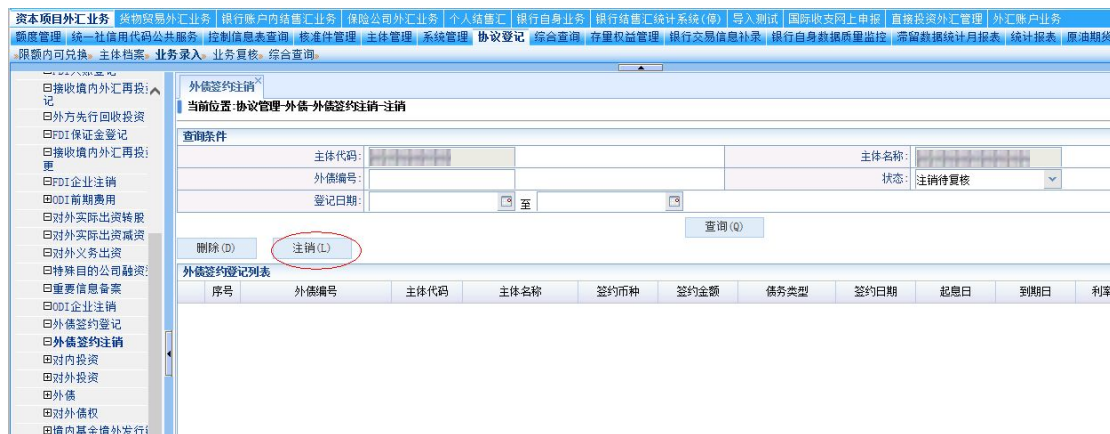 资本项目外汇业务 货物贸易外汇业务 银行账户内结售汇业务 保险公司外汇业务 个人结售汇 银行自身业务 银行结售汇统计系统(停) 导入测试 国际收支网上申报 直接投资外汇管理 外汇账户业务
额度管理 统一社信用代码公共服务 控制信息表查询 核准件管理 主体管理 系统管理 协议登记 综合查询 存量权益管理 银行交易信息补录 银行自身数据质量监控 滞留数据统计月报表 统计报表 原油期货
»限额内可兑换» 主体档案» 业务录入» 业务复核» 综合查询»
接收境内外汇再投
记
外方先行回收投资
FDI保证金登记
接收境内外汇再投
更
FDI企业注销
ODI前期费用
对外实际出资转股
对外实际出资减资
对外义务出资
特殊目的公司融资
重要信息备案
ODI企业注销
外债签约登记
外债签约注销
对内投资
对外投资
外债
对外债权
境内基金境外发行
外债签约注销
当前位置:协议管理-外债-外债签约注销-注销
查询条件
主体代码: 主体名称:
外债编号: 状态: 注销待复核
登记日期: 至
查询(Q)
删除(D) 注销(L)
外债签约登记列表
序号 外债编号 主体代码 主体名称 签约币种 签约金额 债务类型 签约日期 起息日 到期日 利率